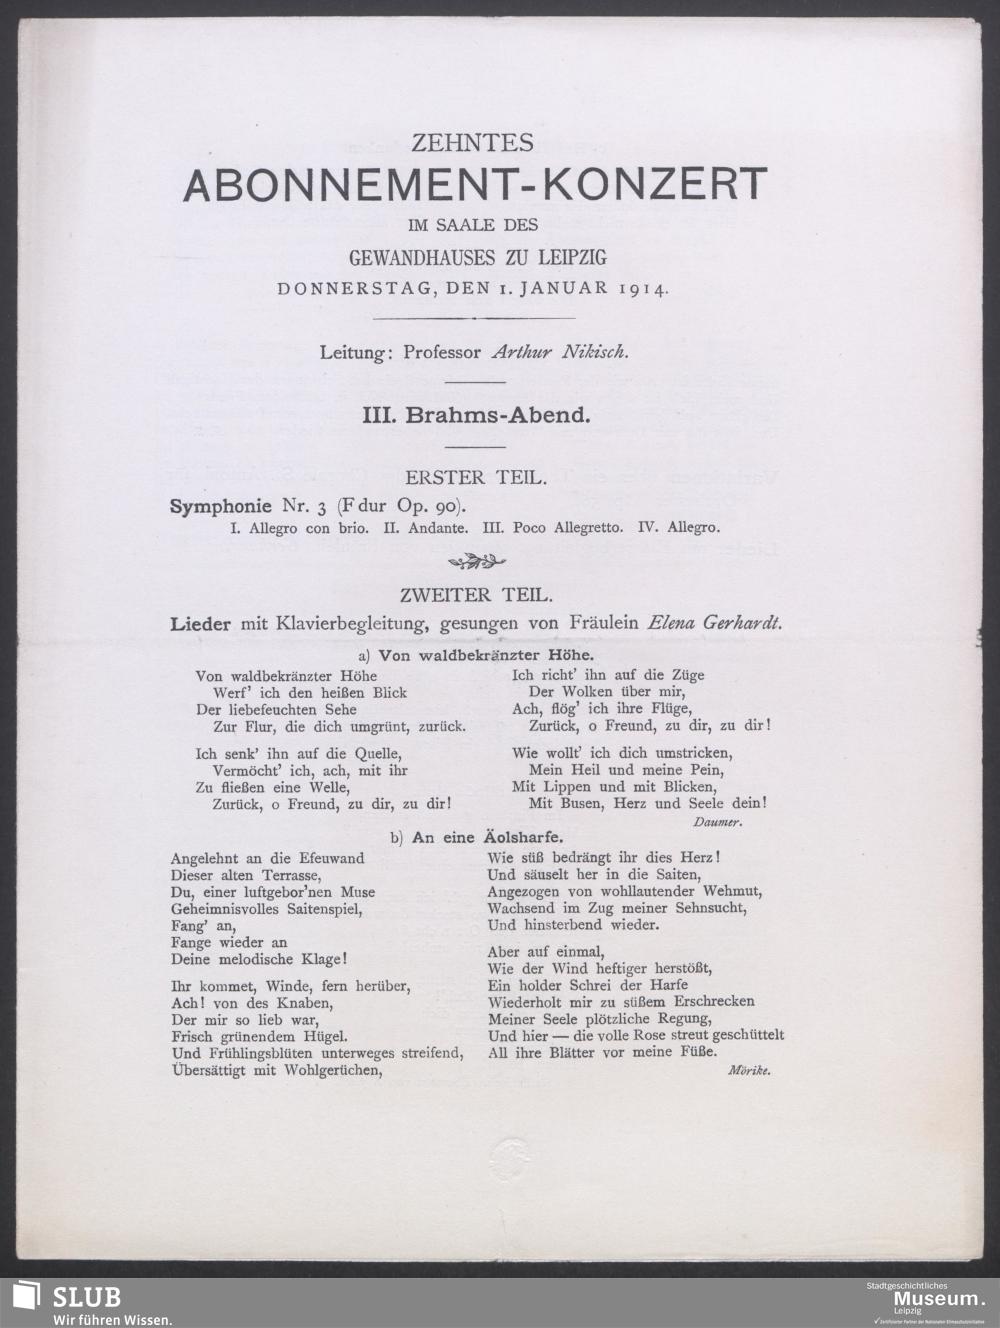 ZEHNTES
ABONNEMENT-KONZERT
IM SAALE DES
GEWANDHAUSES ZU LEIPZIG
DONNERSTAG, DEN 1. JANUAR 1914.
Leitung: Professor Arthur Nikisch.
III. Brahms-Abend.
ERSTER TEIL.
Symphonie Nr. 3 (F dur Op. 90).
I. Allegro con brio. II. Andante. III. Poco Allegretto. IV. Allegro.
ZWEITER TEIL.
Lieder mit Klavierbegleitung, gesungen von Fräulein Elena Gerhardt.
a) Von waldbekränzter Höhe.
Von waldbekränzter Höhe
Werf' ich den heißen Blick
Der liebefeuchten Sehe
Zur Flur, die dich umgrünt, zurück.
Ich senk' ihn auf die Quelle,
Vermöcht' ich, ach, mit ihr
Zu fließen eine Welle,
Zurück, o Freund, zu dir, zu dir!
Ich richt' ihn auf die Züge
Der Wolken über mir,
Ach, flög' ich ihre Flüge,
Zurück, o Freund, zu dir, zu dir!
Wie wollt' ich dich umstricken,
Mein Heil und meine Pein,
Mit Lippen und mit Blicken,
Mit Busen, Herz und Seele dein!
Daumer.
b) An eine Äolsharfe.
Angelehnt an die Efeuwand
Dieser alten Terrasse,
Du, einer luftgebor'nen Muse
Geheimnisvolles Saitenspiel,
Fang' an,
Fange wieder an
Deine melodische Klage!
Ihr kommet, Winde, fern herüber,
Ach! von des Knaben,
Der mir so lieb war,
Frisch grünendem Hügel.
Und Frühlingsblüten unterweges streifend,
Übersättigt mit Wohlgerüchen,
Wie süß bedrängt ihr dies Herz!
Und säuselt her in die Saiten,
Angezogen von wohllautender Wehmut,
Wachsend im Zug meiner Sehnsucht,
Und hinsterbend wieder.
Aber auf einmal,
Wie der Wind heftiger herstößt,
Ein holder Schrei der Harfe
Wiederholt mir zu süßem Erschrecken
Meiner Seele plötzliche Regung,
Und hier — die volle Rose streut geschüttelt
All ihre Blätter vor meine Füße.
Mörike.
SLUB
Wir führen Wissen.
Stadtgeschichtliches
Museum.
Leipzig
Zertifizierter Partner der Nationalen Klimaschutzinitiative